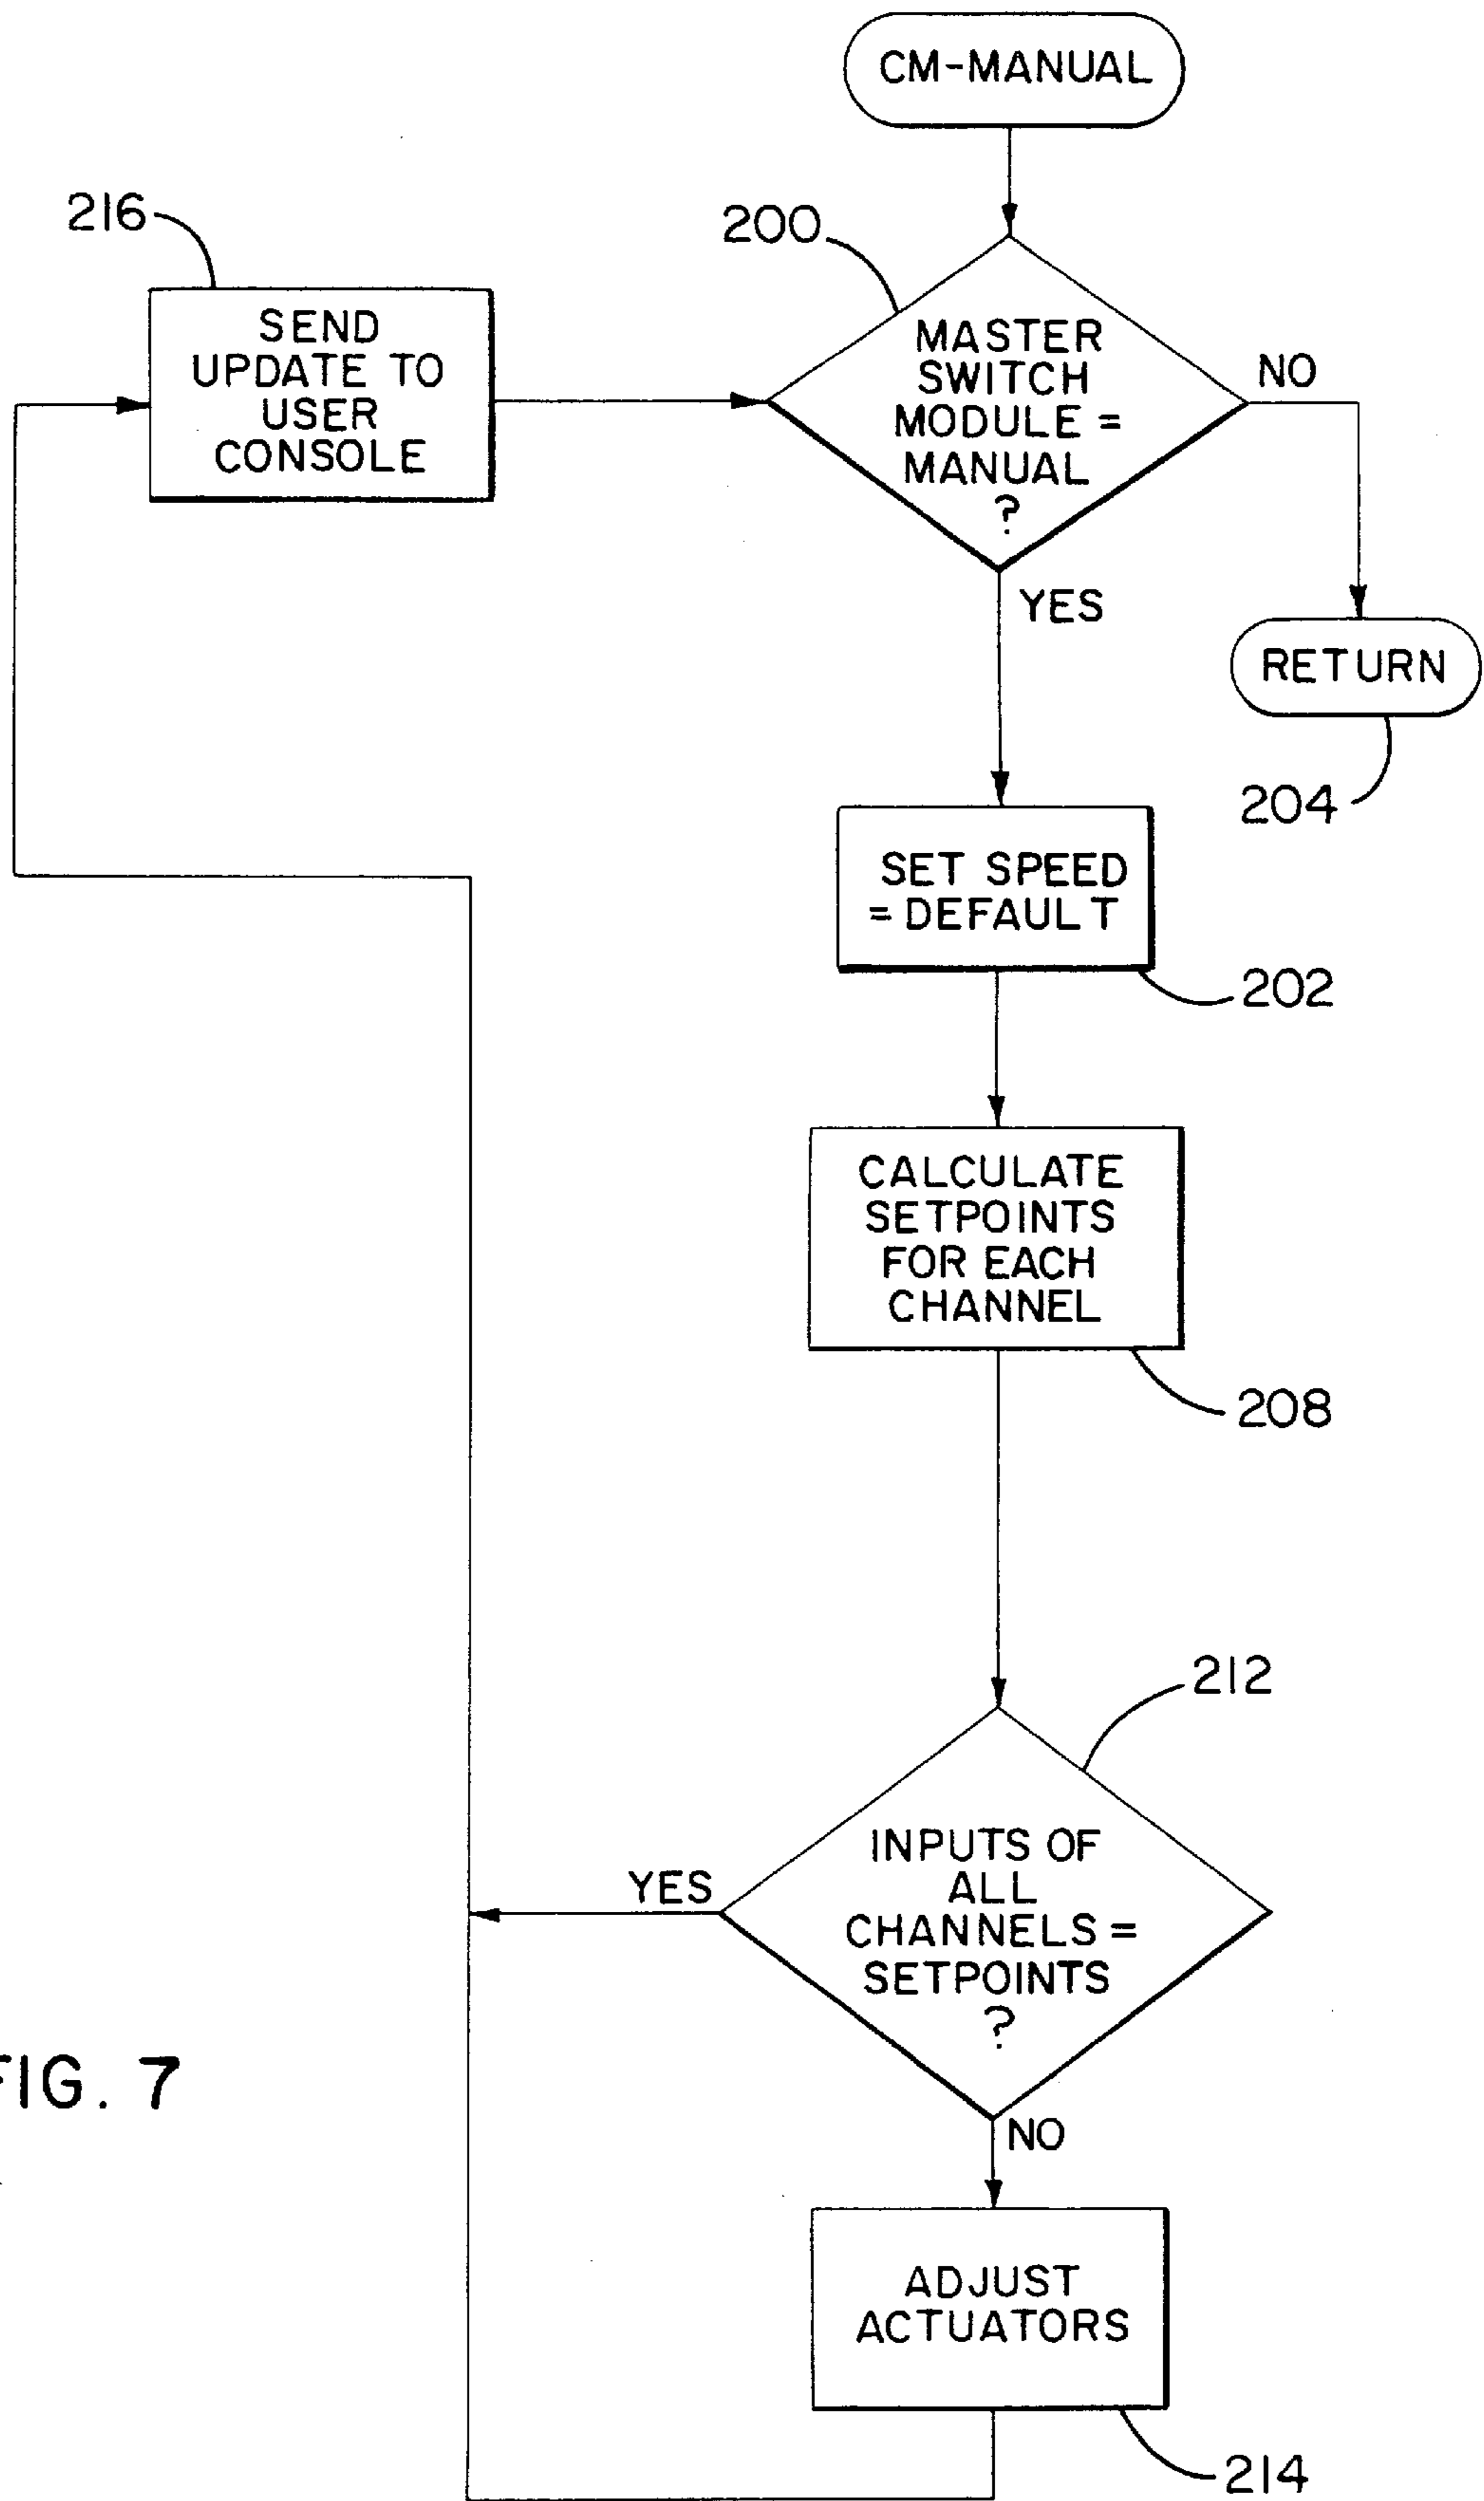 CM-MANUAL
216
200
SEND
UPDATE TO
USER
CONSOLE
MASTER
SWITCH
MODULE =
MANUAL
?
NO
YES
RETURN
204
SET SPEED
=DEFAULT
202
CALCULATE
SETPOINTS
FOR EACH
CHANNEL
208
212
INPUTS OF
ALL
CHANNELS =
SETPOINTS
?
YES
NO
FIG. 7
ADJUST
ACTUATORS
214